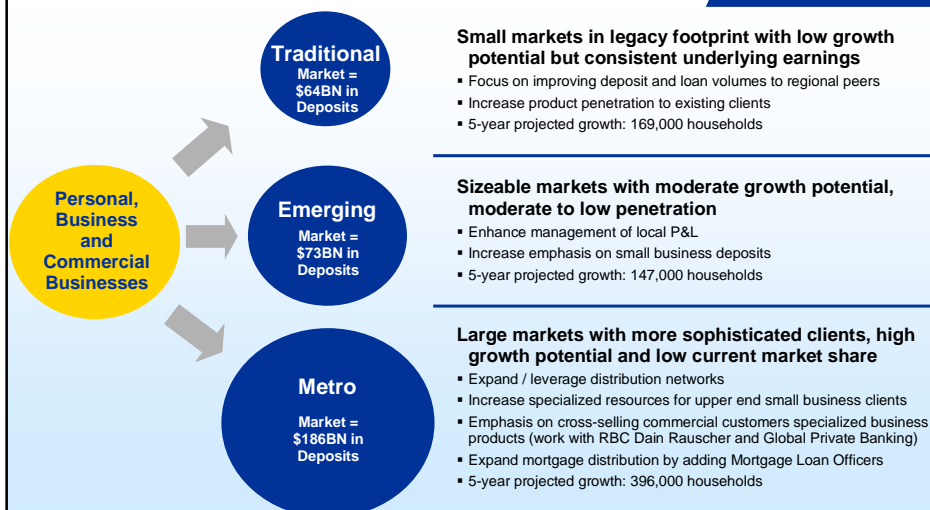 Personal,
Business
and
Commercial
Businesses
Traditional
Market =
$64BN in
Deposits
Small markets in legacy footprint with low growth
potential but consistent underlying earnings
▪ Focus on improving deposit and loan volumes to regional peers
▪ Increase product penetration to existing clients
▪ 5-year projected growth: 169,000 households
Emerging
Market =
$73BN in
Deposits
Sizeable markets with moderate growth potential,
moderate to low penetration
▪ Enhance management of local P&L
▪ Increase emphasis on small business deposits
▪ 5-year projected growth: 147,000 households
Metro
Market =
$186BN in
Deposits
Large markets with more sophisticated clients, high
growth potential and low current market share
▪ Expand / leverage distribution networks
▪ Increase specialized resources for upper end small business clients
▪ Emphasis on cross-selling commercial customers specialized business
products (work with RBC Dain Rauscher and Global Private Banking)
▪ Expand mortgage distribution by adding Mortgage Loan Officers
▪ 5-year projected growth: 396,000 households